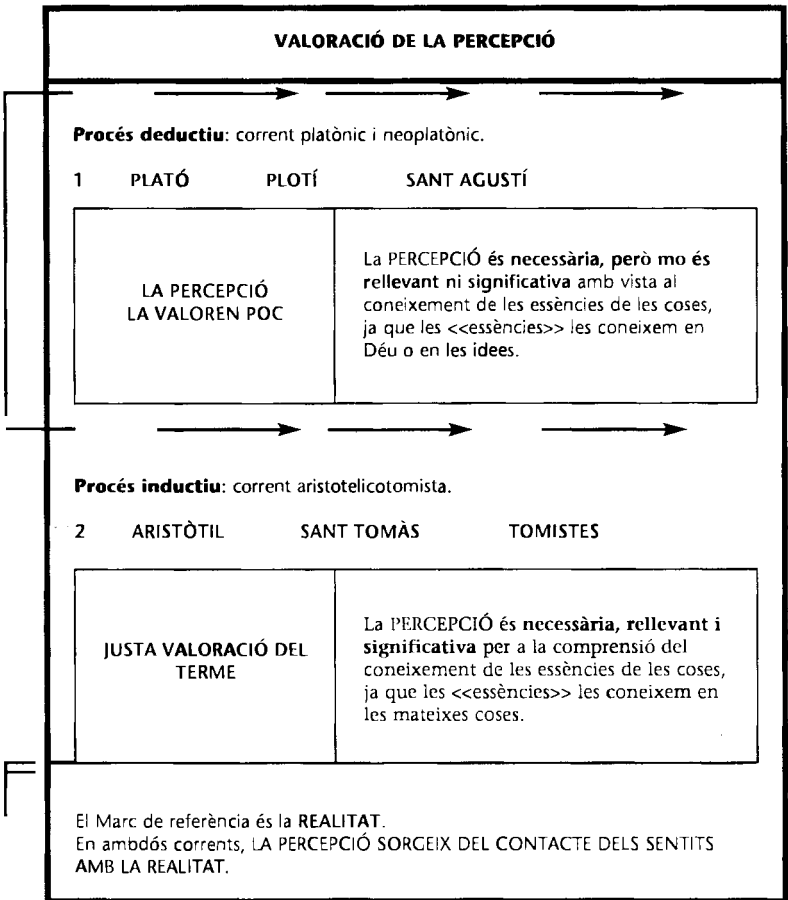 VALORACIÓ DE LA PERCEPCIÓ
Procés deductiu: corrent platònic i neoplatònic.
1 PLATÓ PLOTÍ SANT AGUSTÍ
LA PERCEPCIÓ
LA VALOREN POC
La PERCEPCIÓ és necessària, però mo és
rellevant ni significativa amb vista al
coneixement de les essències de les coses,
ja que les <<essències>> les coneixem en
Déu o en les idees.
Procés inductiu: corrent aristotelicotomista.
2 ARISTÒTIL SANT TOMÀS TOMISTES
JUSTA VALORACIÓ DEL
TERME
La PERCEPCIÓ és necessària, rellevant i
significativa per a la comprensió del
coneixement de les essències de les coses,
ja que les <<essències>> les coneixem en
les mateixes coses.
El Marc de referència és la REALITAT.
En ambdós corrents, LA PERCEPCIÓ SORGEIX DEL CONTACTE DELS SENTITS
AMB LA REALITAT.